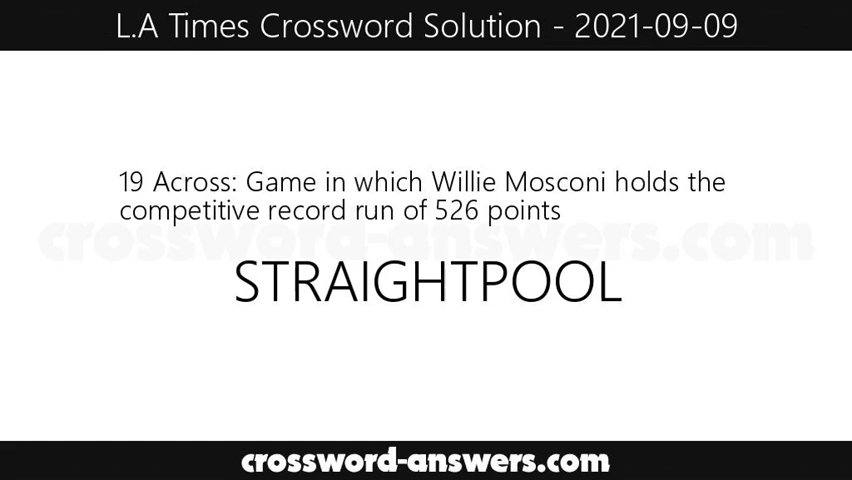 L.A Times Crossword Solution - 2021-09-09
19 Across: Game in which Willie Mosconi holds the
competitive record run of 526 points
crossword-answers.com
STRAIGHTPOOL
crossword-answers.com